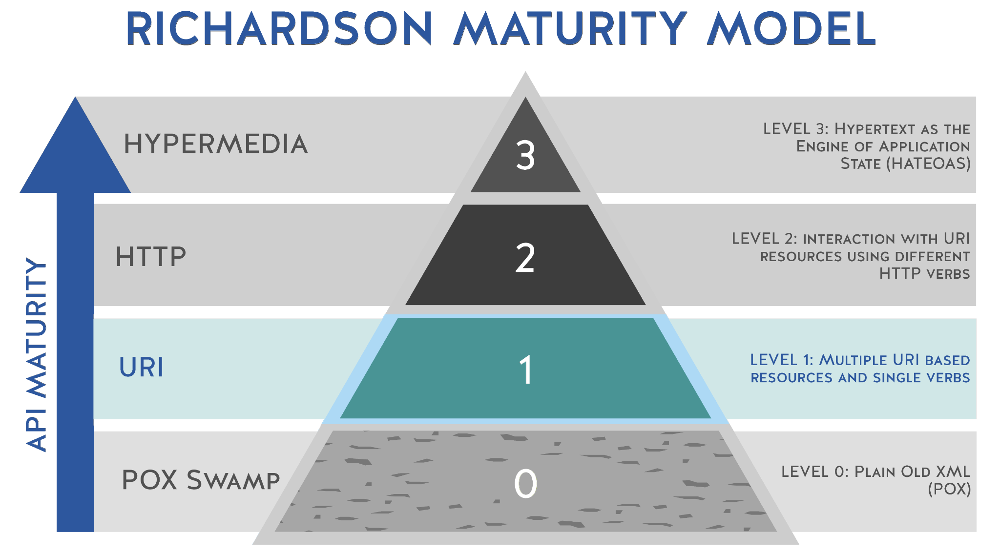 RICHARDSON MATURITY MODEL
API MATURITY
HYPERMEDIA
3
LEVEL 3: HYPERTEXT AS THE
ENGINE OF APPLICATION
STATE (HATEOAS)
HTTP
2
LEVEL 2: INTERACTION WITH URI
RESOURCES USING DIFFERENT
HTTP VERBS
URI
1
LEVEL 1: MULTIPLE URI BASED
RESOURCES AND SINGLE VERBS
POX SWAMP
0
LEVEL 0: PLAIN OLD XML
(POX)